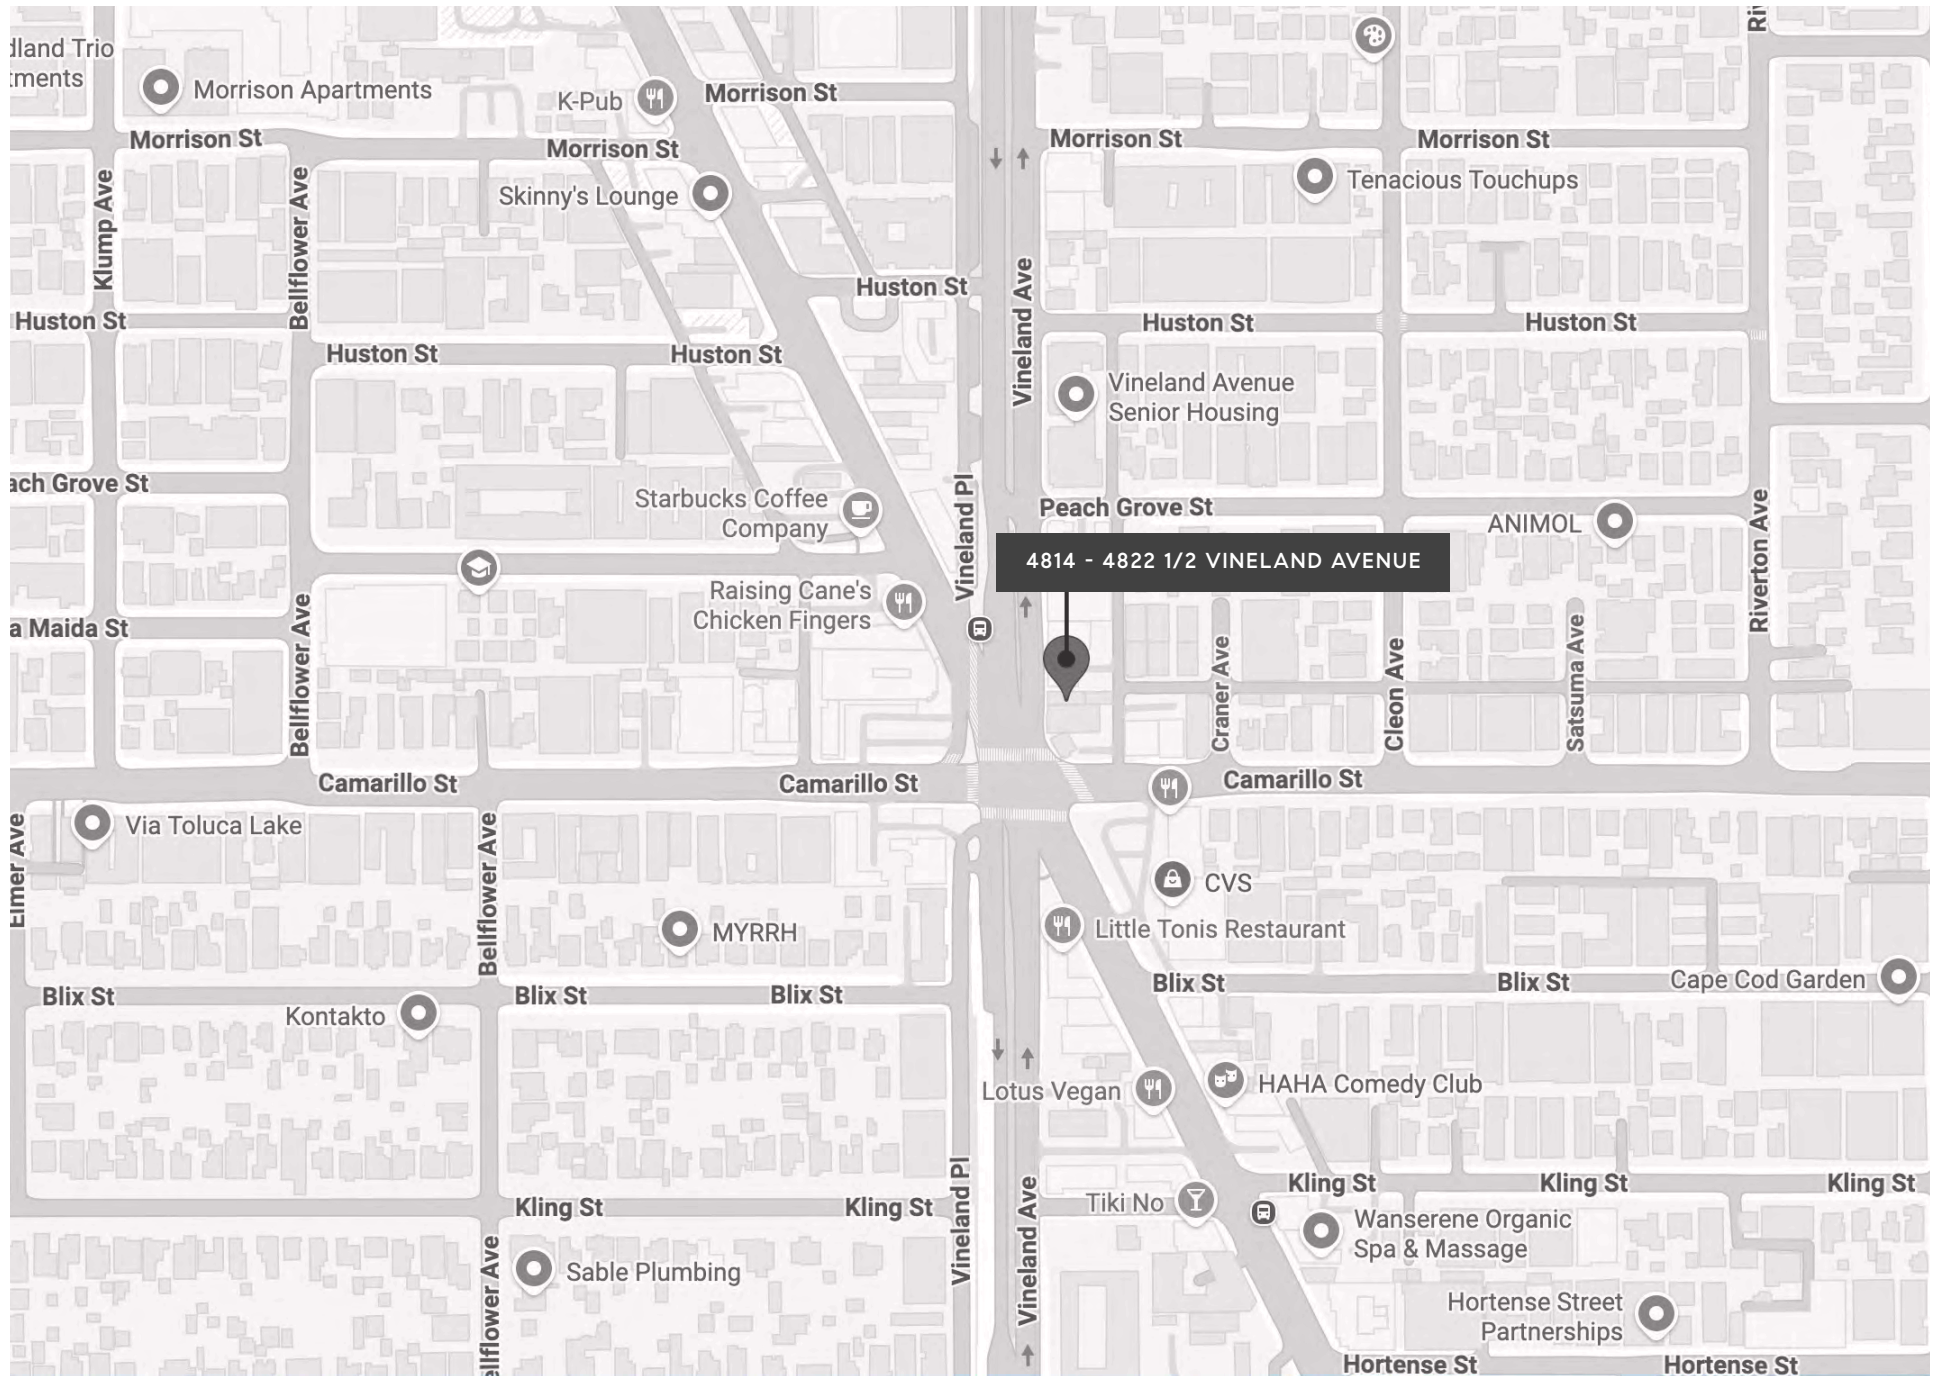 dland Trio
tments
Morrison Apartments
K-Pub
Morrison St
Morrison St
Morrison St
Morrison St
Morrison St
Skinny's Lounge
Tenacious Touchups
Klump Ave
Bellflower Ave
Vineland Ave
Huston St
Huston St
Huston St
Huston St
Huston St
Huston St
Vineland Avenue
Senior Housing
ach Grove St
Starbucks Coffee
Company
Vineland Pl
Peach Grove St
ANIMOL
Riverton Ave
4814 - 4822 1/2 VINELAND AVENUE
Raising Cane's
Chicken Fingers
a Maida St
Bellflower Ave
Craner Ave
Cleon Ave
Satsuma Ave
Camarillo St
Camarillo St
Camarillo St
Elmer Ave
Via Toluca Lake
Bellflower Ave
CVS
MYRRH
Little Tonis Restaurant
Blix St
Blix St
Blix St
Blix St
Blix St
Cape Cod Garden
Kontakto
Lotus Vegan
HAHA Comedy Club
Kling St
Kling St
Kling St
Kling St
Kling St
Vineland Pl
Vineland Ave
Tiki No
Wanserene Organic
Spa & Massage
Sable Plumbing
ellflower Ave
Hortense Street
Partnerships
Hortense St
Hortense St